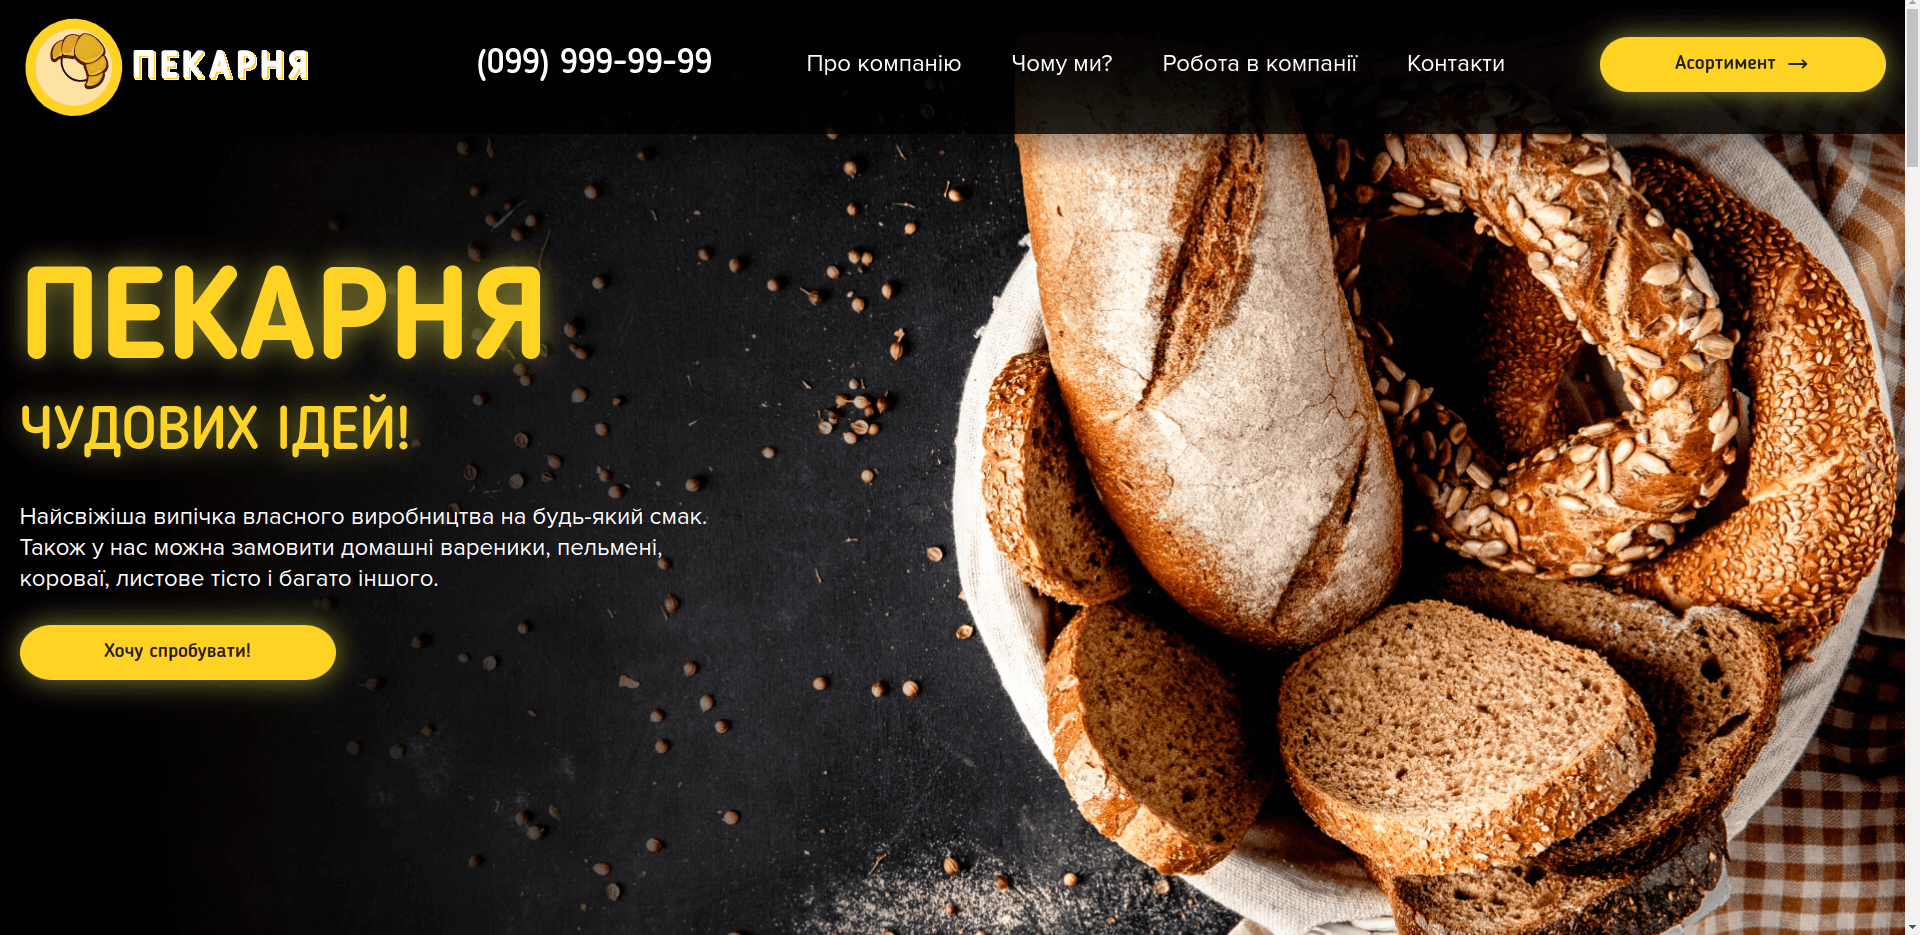 ПЕКАРНЯ
(099) 999-99-99
Про компанію
Чому ми?
Робота в компанії
Контакти
Асортимент →
ПЕКАРНЯ
ЧУДОВИХ ІДЕЙ!
Найсвіжіша випічка власного виробництва на будь-який смак.
Також у нас можна замовити домашні вареники, пельмені,
короваї, листове тісто і багато іншого.
Хочу спробувати!